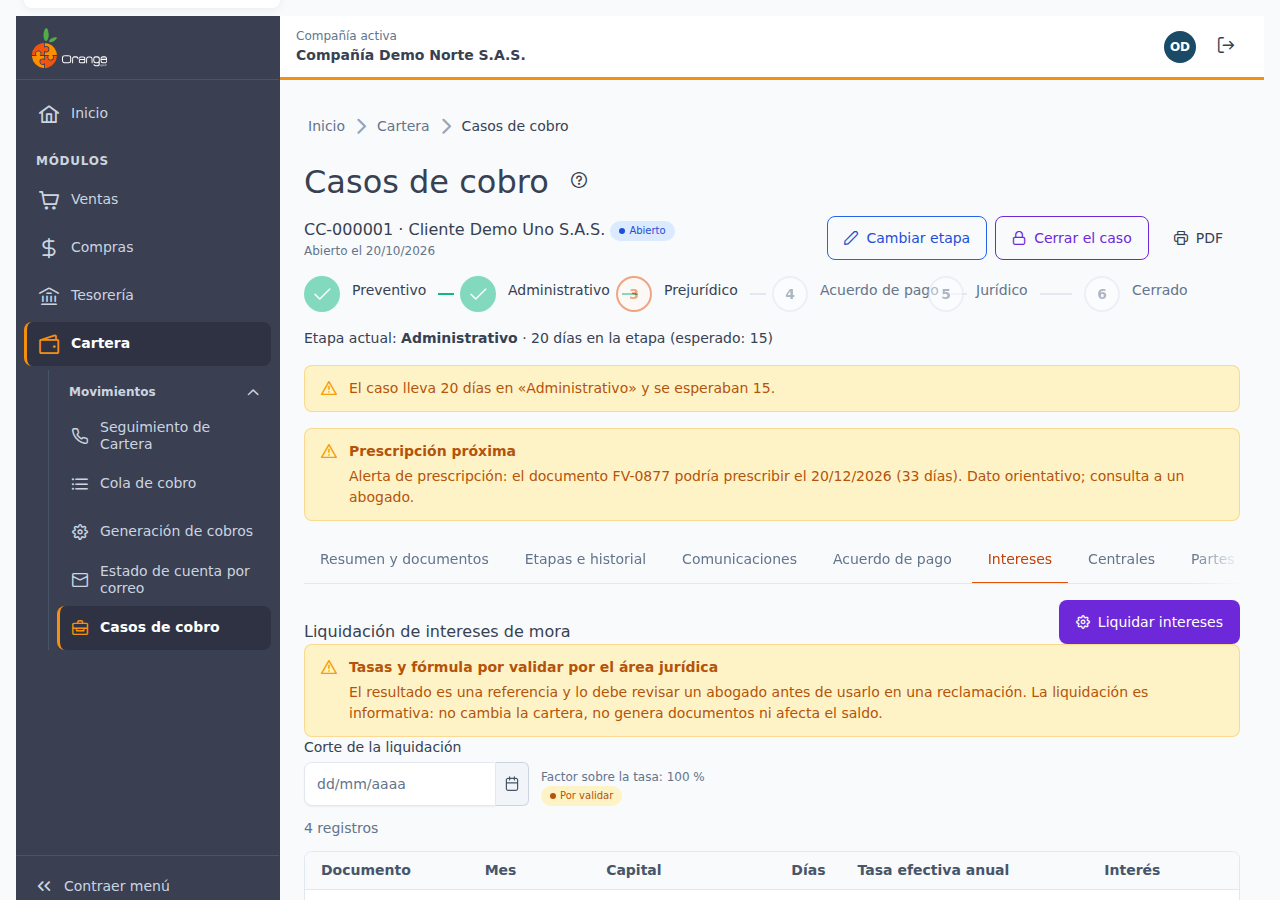 Orange
Inicio
MÓDULOS
Ventas
Compras
Tesorería
Cartera
Movimientos
Seguimiento de
Cartera
Cola de cobro
Generación de cobros
Estado de cuenta por
correo
Casos de cobro
Contraer menú
Compañía activa
Compañía Demo Norte S.A.S.
OD
Inicio Cartera Casos de cobro
Casos de cobro
CC-000001 · Cliente Demo Uno S.A.S. Abierto
Abierto el 20/10/2026
Cambiar etapa Cerrar el caso PDF
Preventivo Administrativo 3 Prejurídico 4 Acuerdo de pago 5 Jurídico 6 Cerrado
Etapa actual: Administrativo · 20 días en la etapa (esperado: 15)
El caso lleva 20 días en «Administrativo» y se esperaban 15.
Prescripción próxima
Alerta de prescripción: el documento FV-0877 podría prescribir el 20/12/2026 (33 días). Dato orientativo; consulta a un
abogado.
Resumen y documentos Etapas e historial Comunicaciones Acuerdo de pago Intereses Centrales Partes
Liquidación de intereses de mora
Liquidar intereses
Tasas y fórmula por validar por el área jurídica
El resultado es una referencia y lo debe revisar un abogado antes de usarlo en una reclamación. La liquidación es
informativa: no cambia la cartera, no genera documentos ni afecta el saldo.
Corte de la liquidación
dd/mm/aaaa
Factor sobre la tasa: 100 %
Por validar
4 registros
Documento Mes Capital Días Tasa efectiva anual Interés